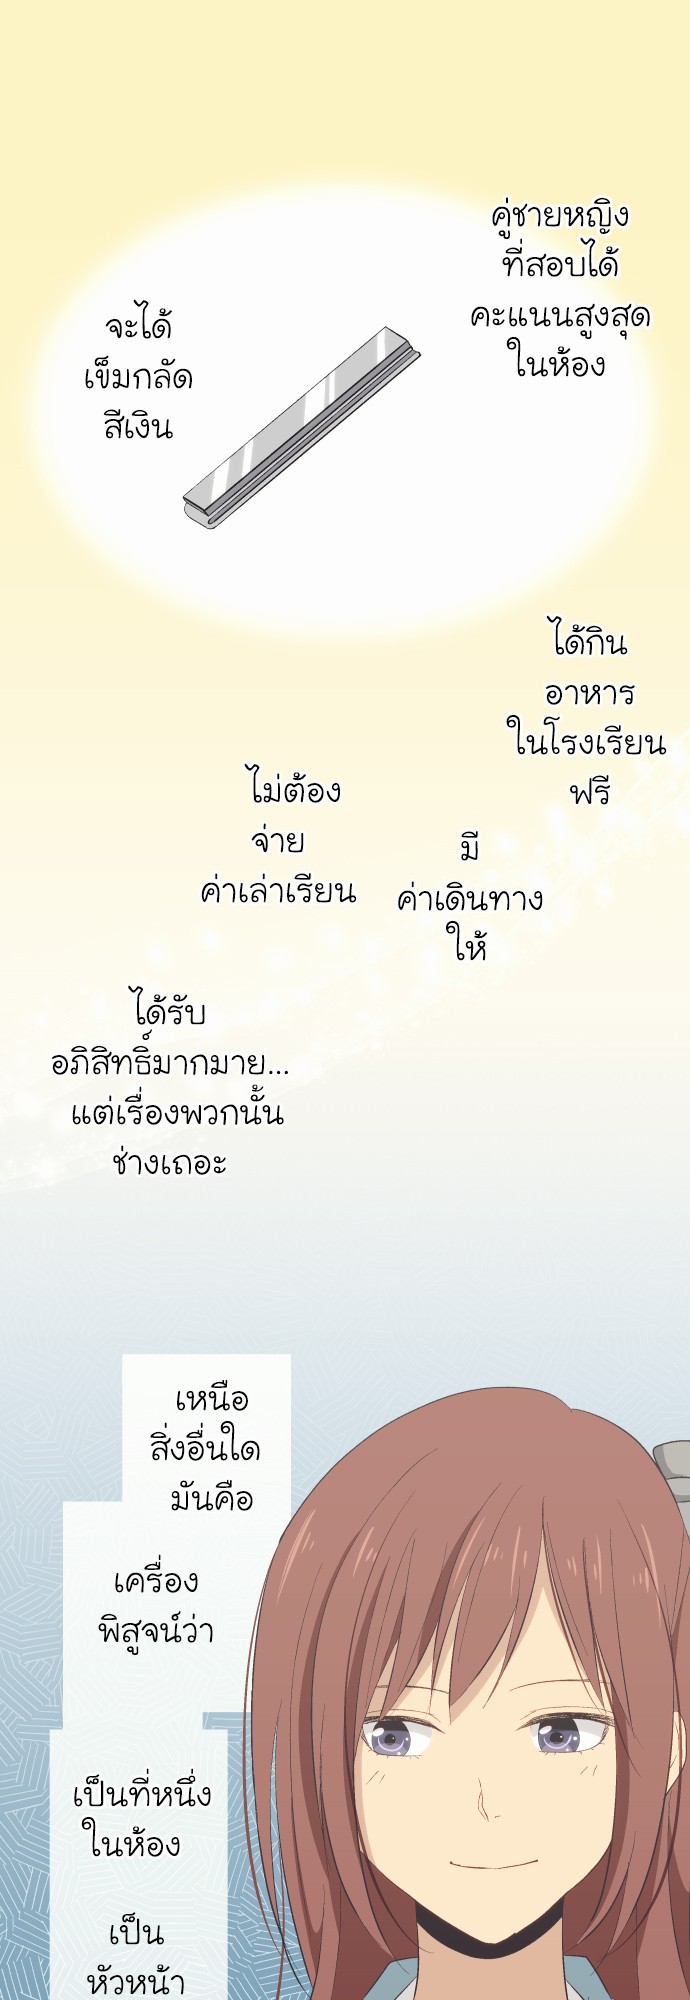 คู่ชายหญิง
ที่สอบได้
คะแนนสูงสุด
ในห้อง
จะได้
เข็มกลัด
สีเงิน
ได้กิน
อาหาร
ในโรงเรียน
ฟรี
มี
ค่าเดินทาง
ให้
ไม่ต้อง
จ่าย
ค่าเล่าเรียน
ได้รับ
อภิสิทธิ์มากมาย...
แต่เรื่องพวกนั้น
ช่างเถอะ
เหนือ
สิ่งอื่นใด
มันคือ
เครื่อง
พิสูจน์ว่า
เป็นที่หนึ่ง
ในห้อง
เป็น
หัวหน้า